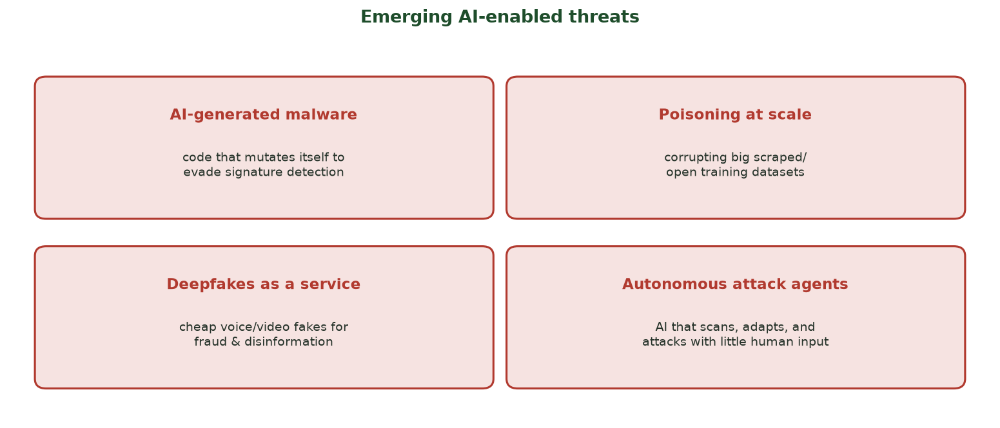 Emerging AI-enabled threats
AI-generated malware
code that mutates itself to
evade signature detection
Poisoning at scale
corrupting big scraped/
open training datasets
Deepfakes as a service
cheap voice/video fakes for
fraud & disinformation
Autonomous attack agents
AI that scans, adapts, and
attacks with little human input